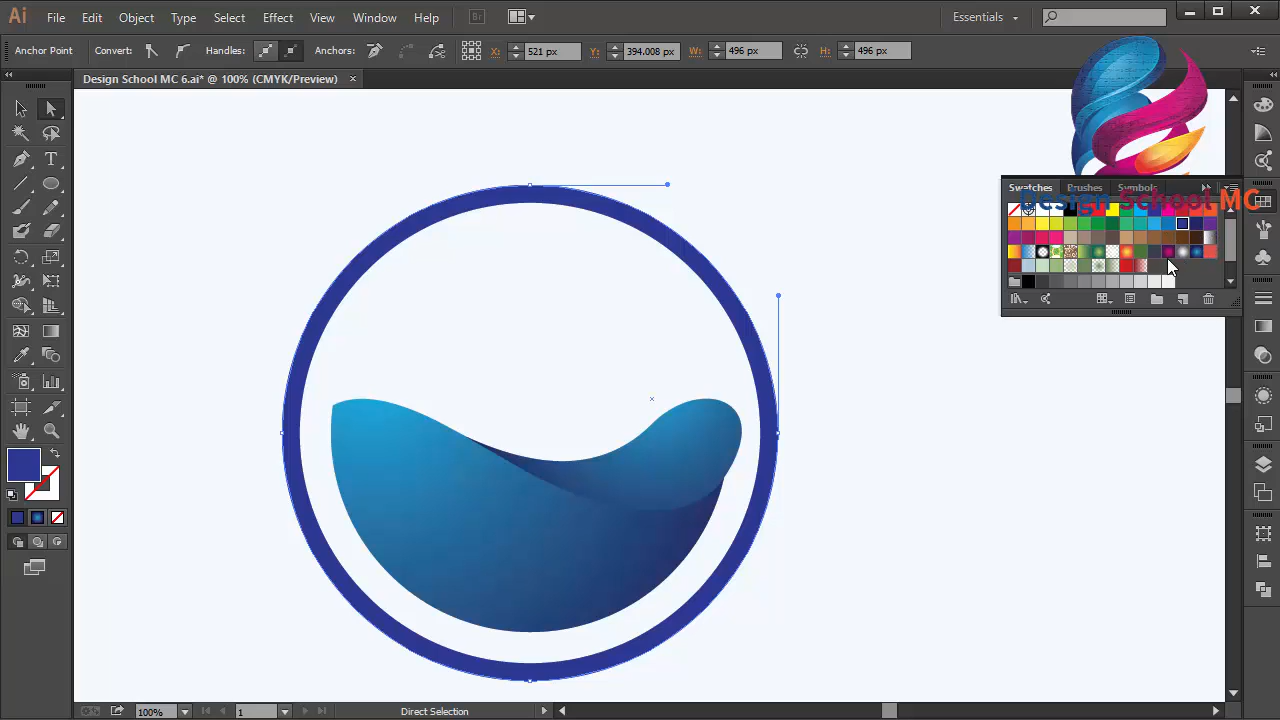 Ai File Edit Object Type Select Effect View Window Help Br Essentials
Anchor Point Convert: Handles: Anchors: X: 521 px Y: 394.008 px W: 496 px H: 496 px
Design School MC 6.ai* @ 100% (CMYK/Preview) ×
Swatches Brushes Symbols
Design School MC
T
100% 1 Direct Selection